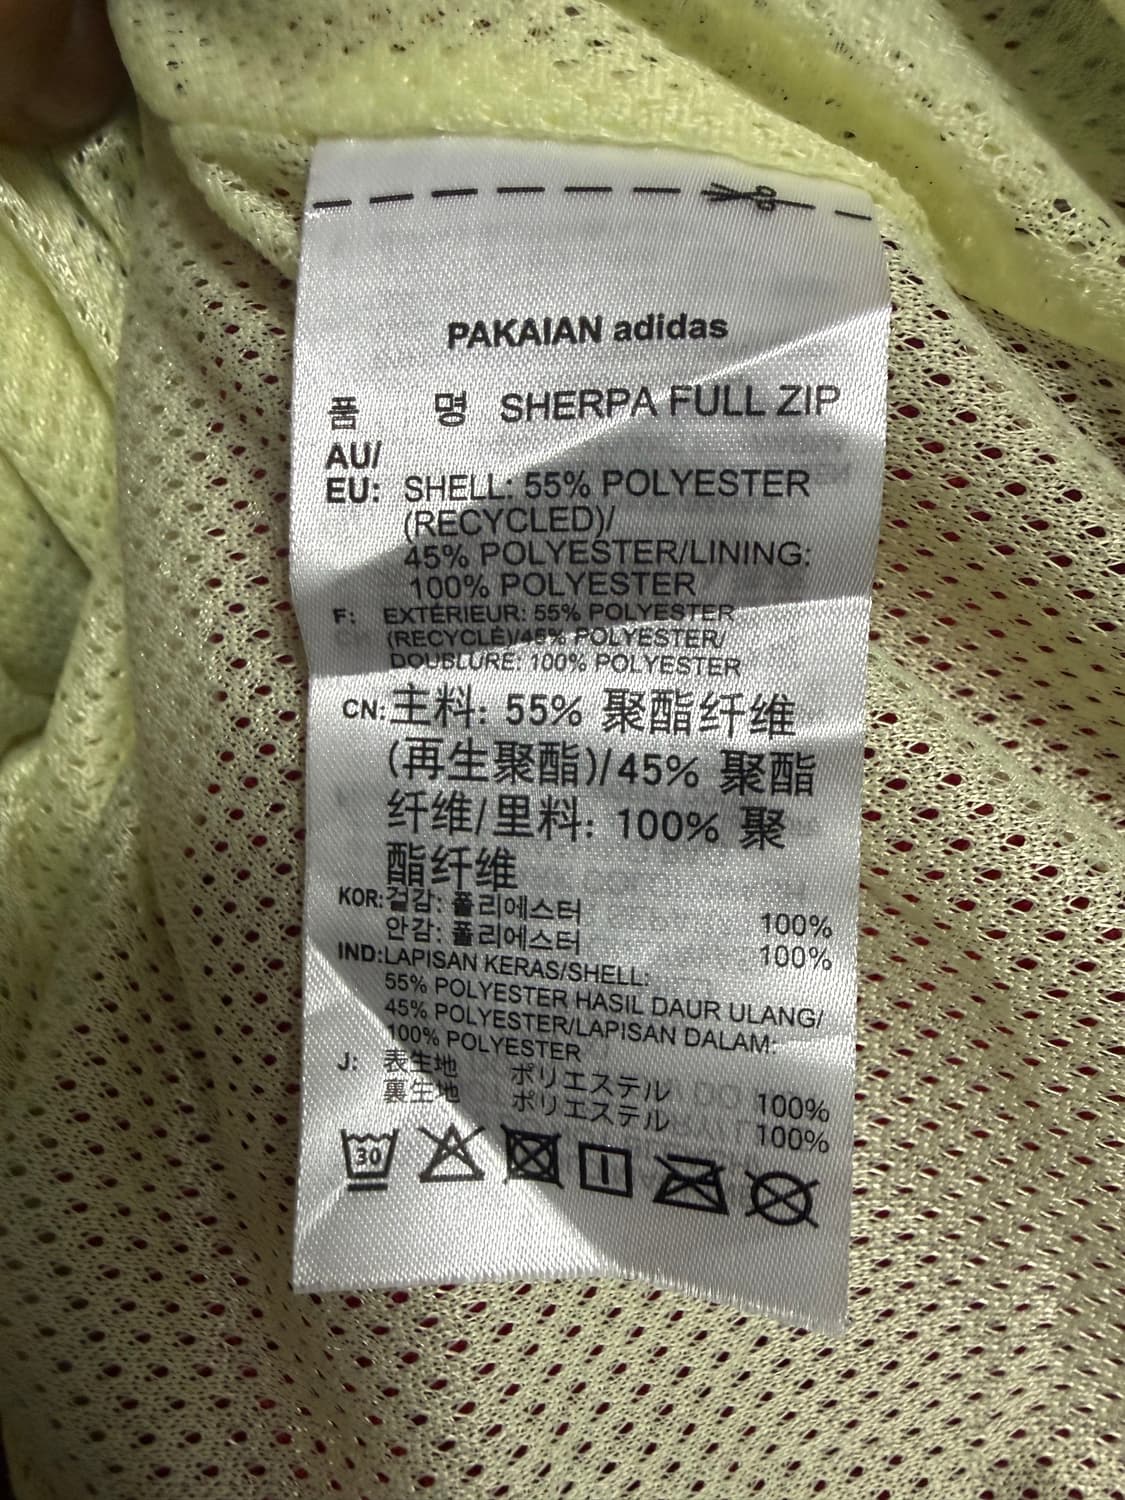 PAKAIAN adidas
품 명 SHERPA FULL ZIP
AU/
EU: SHELL: 55% POLYESTER
(RECYCLED)/
45% POLYESTER/LINING:
100% POLYESTER
F: EXTÉRIEUR: 55% POLYESTER
(RECYCLÉ)/45% POLYESTER/
DOUBLURE: 100% POLYESTER
CN: 主料: 55% 聚酯纤维
(再生聚酯)/45% 聚酯
纤维/里料: 100% 聚
酯纤维
KOR: 겉감: 폴리에스터 100%
안감: 폴리에스터 100%
IND: LAPISAN KERAS/SHELL:
55% POLYESTER HASIL DAUR ULANG/
45% POLYESTER/LAPISAN DALAM:
100% POLYESTER
J: 表生地 ポリエステル 100%
裏生地 ポリエステル 100%
30